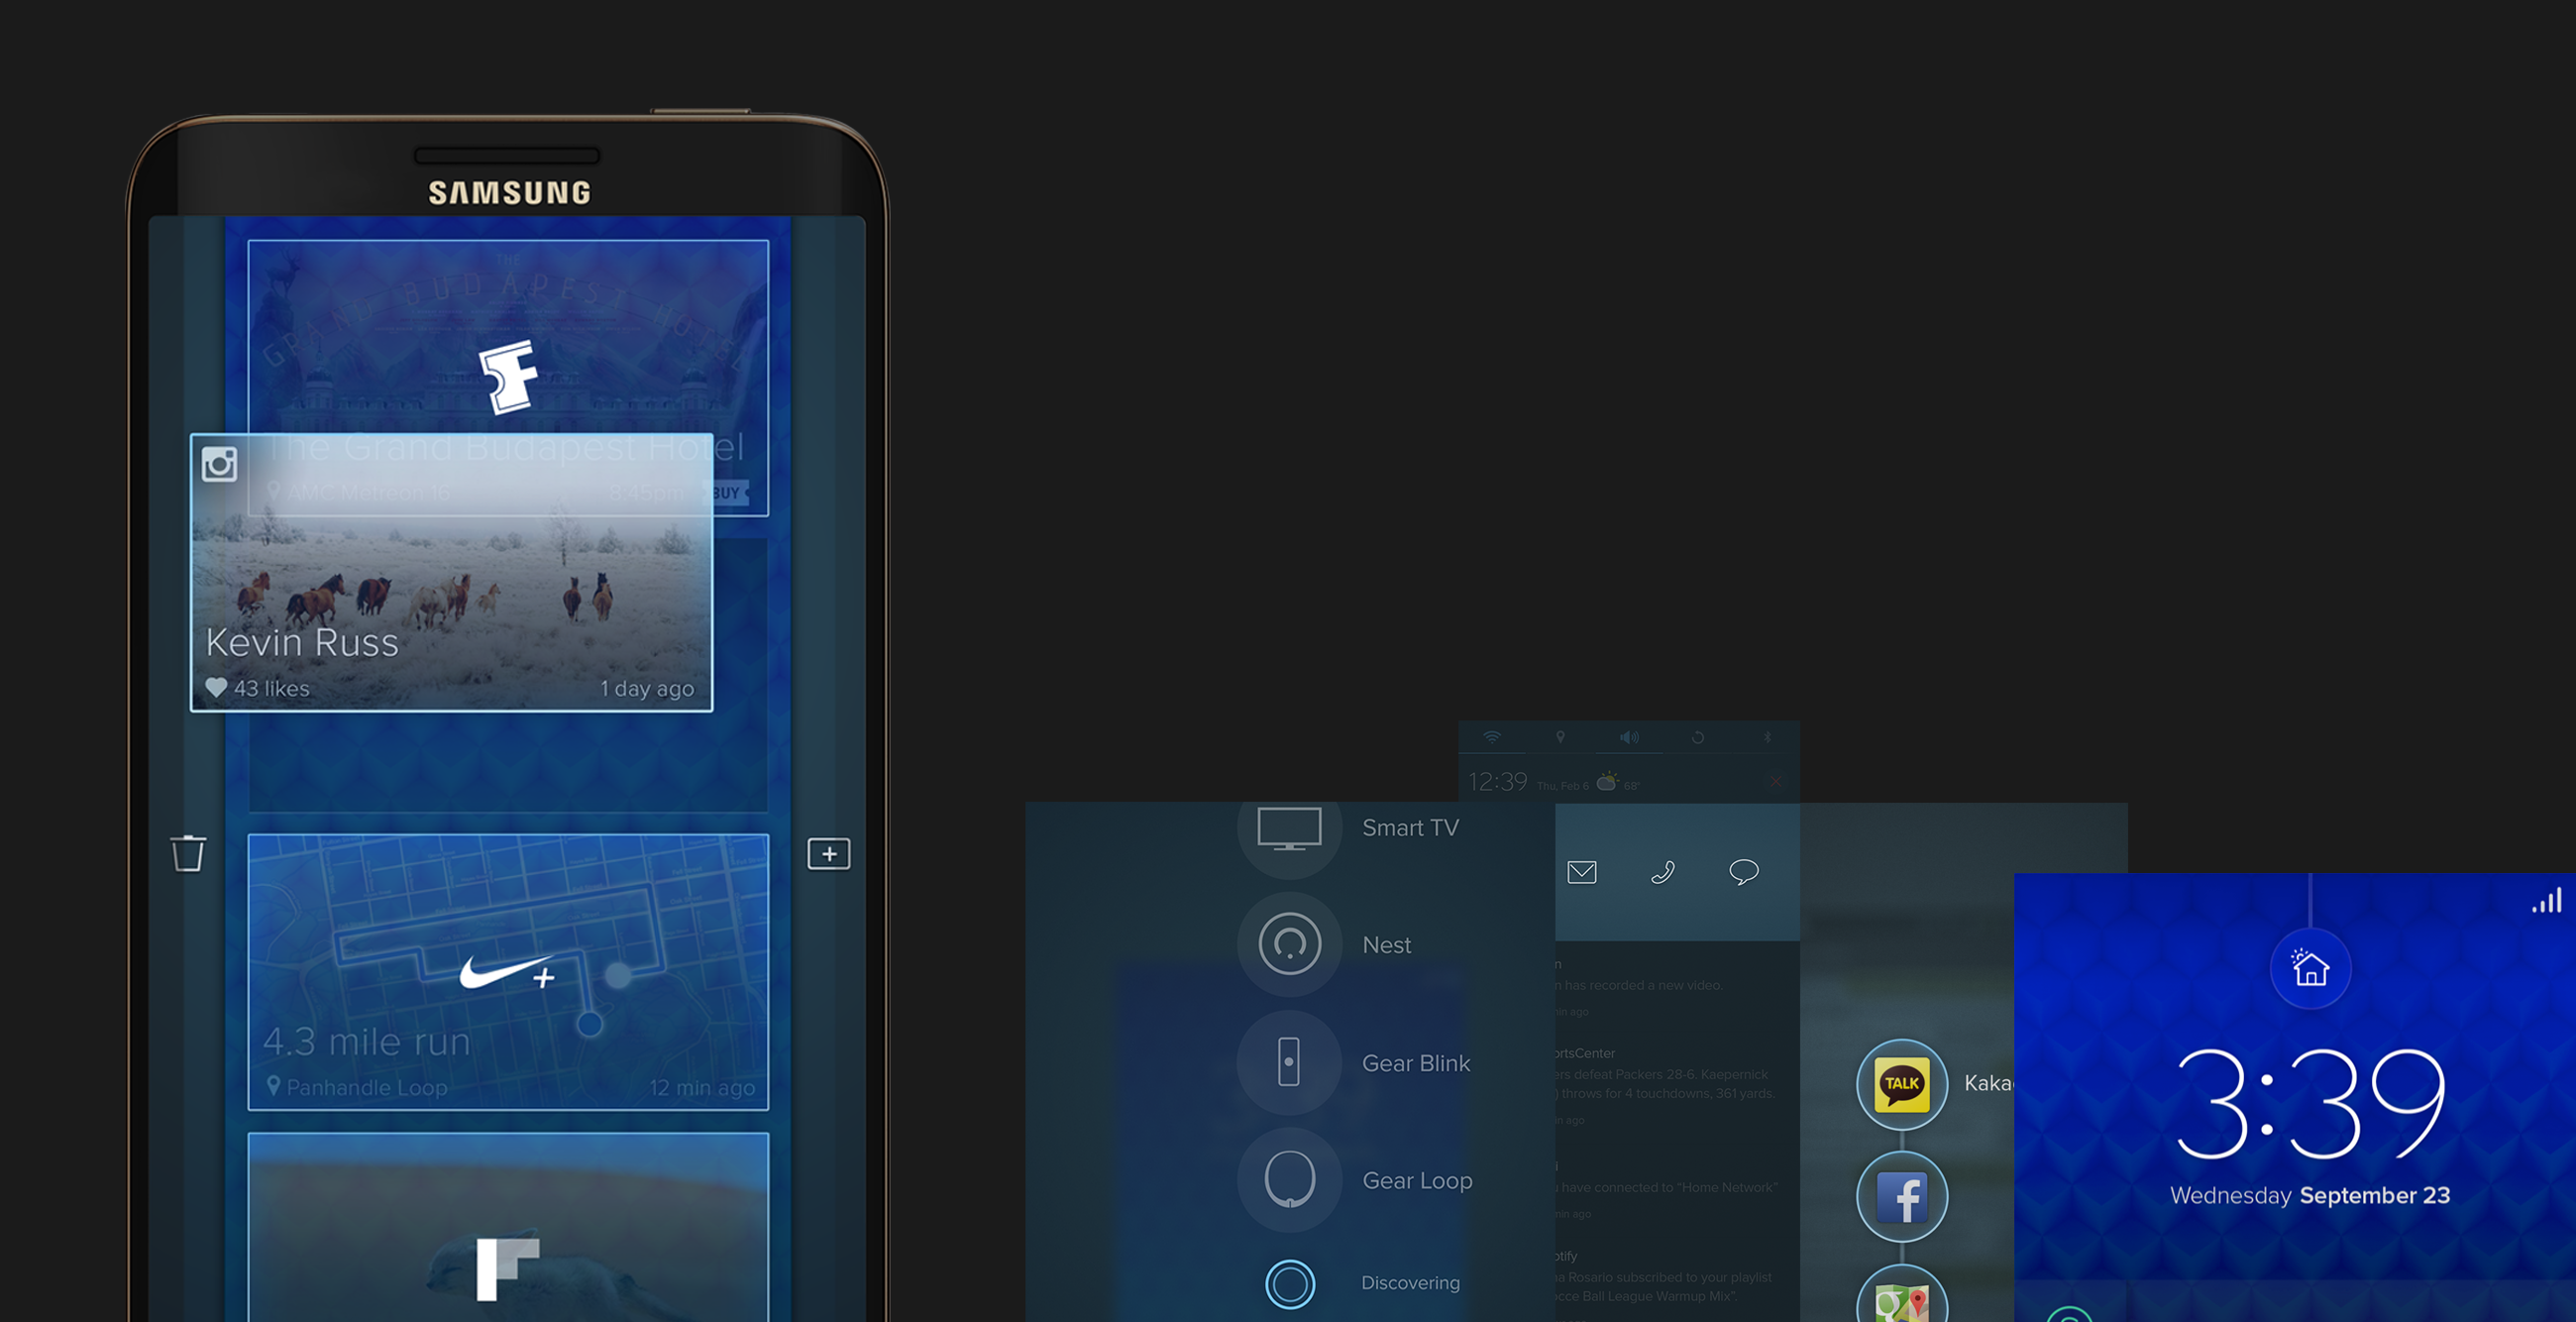 SAMSUNG
THE
GRAND BUDAPEST HOTEL
The Grand Budapest Hotel
AMC Metreon 16
8:45pm
BUY
Kevin Russ
43 likes
1 day ago
4.3 mile run
Panhandle Loop
12 min ago
12:39
Thu, Feb 6
68°
Smart TV
Nest
Gear Blink
Gear Loop
Discovering
n
n has recorded a new video.
in ago
ortsCenter
ers defeat Packers 28-6. Kaepernick
) throws for 4 touchdowns, 361 yards.
in ago
have connected to “Home Network”
min ago
otify
a Rosario subscribed to your playlist
cce Ball League Warmup Mix”.
TALK
Kaka
3:39
Wednesday September 23